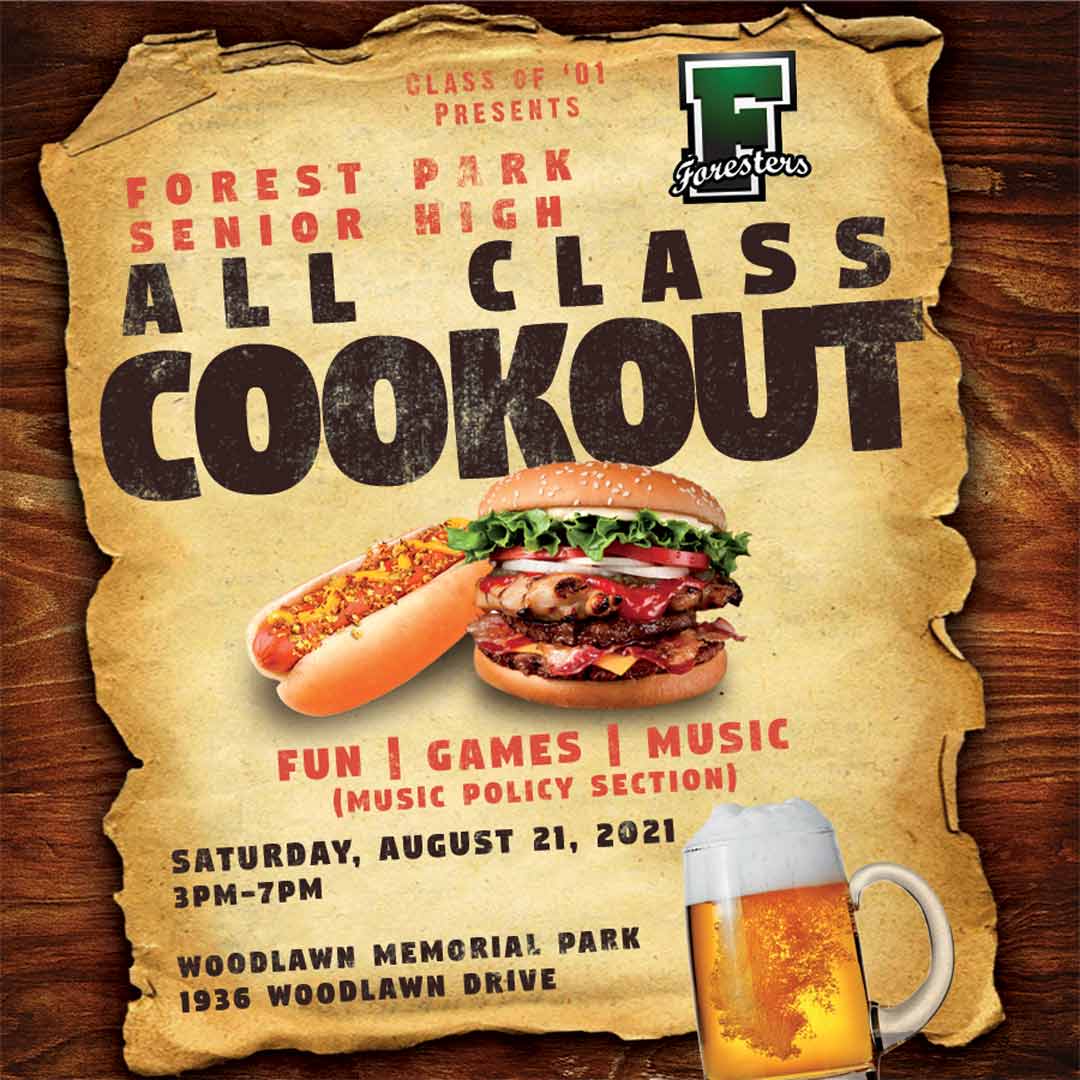 CLASS OF '01
PRESENTS
F
Foresters
FOREST PARK
SENIOR HIGH
ALL CLASS
COOKOUT
FUN | GAMES | MUSIC
(MUSIC POLICY SECTION)
SATURDAY, AUGUST 21, 2021
3PM-7PM
WOODLAWN MEMORIAL PARK
1936 WOODLAWN DRIVE